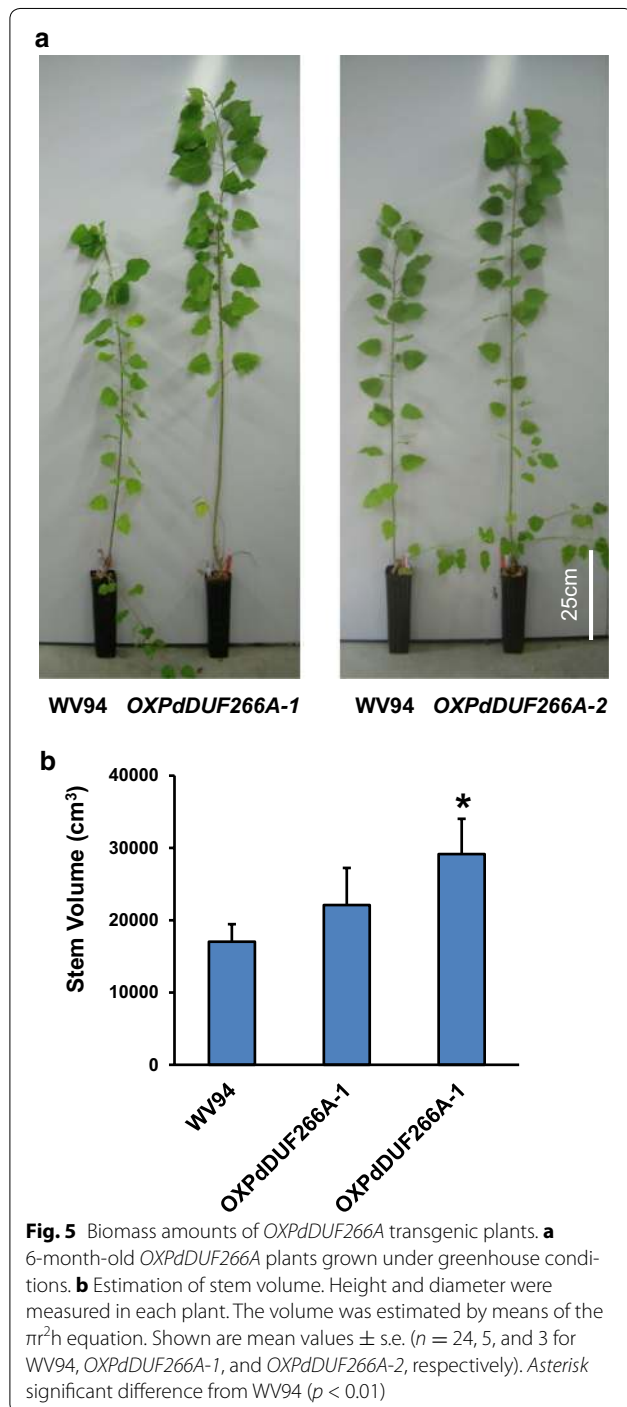 a
25cm
WV94 OXPdDUF266A-1 WV94 OXPdDUF266A-2
b
Stem Volume (cm³)
40000
30000
20000
10000
0
*
WV94
OXPdDUF266A-1
OXPdDUF266A-1
Fig. 5 Biomass amounts of OXPdDUF266A transgenic plants. a
6-month-old OXPdDUF266A plants grown under greenhouse condi-
tions. b Estimation of stem volume. Height and diameter were
measured in each plant. The volume was estimated by means of the
πr²h equation. Shown are mean values ± s.e. (n = 24, 5, and 3 for
WV94, OXPdDUF266A-1, and OXPdDUF266A-2, respectively). Asterisk
significant difference from WV94 (p < 0.01)